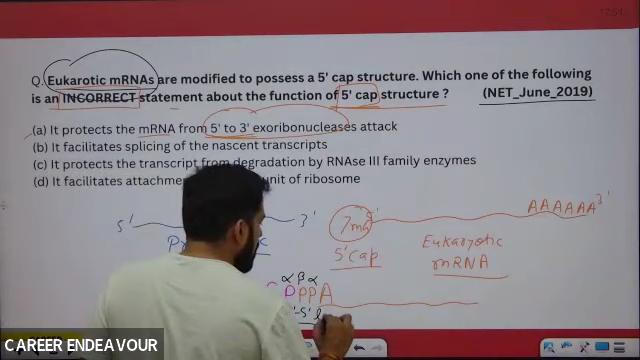 Q. Eukarotic mRNAs are modified to possess a 5' cap structure. Which one of the following
is an INCORRECT statement about the function of 5' cap structure ? (NET_June_2019)
(a) It protects the mRNA from 5' to 3' exoribonucleases attack
(b) It facilitates splicing of the nascent transcripts
(c) It protects the transcript from degradation by RNAse III family enzymes
(d) It facilitates attachment unit of ribosome
5' 3'
7mG
AAAAAA 3'
5' cap
Eukaryotic
mRNA
α β α
PPPA
CAREER ENDEAVOUR